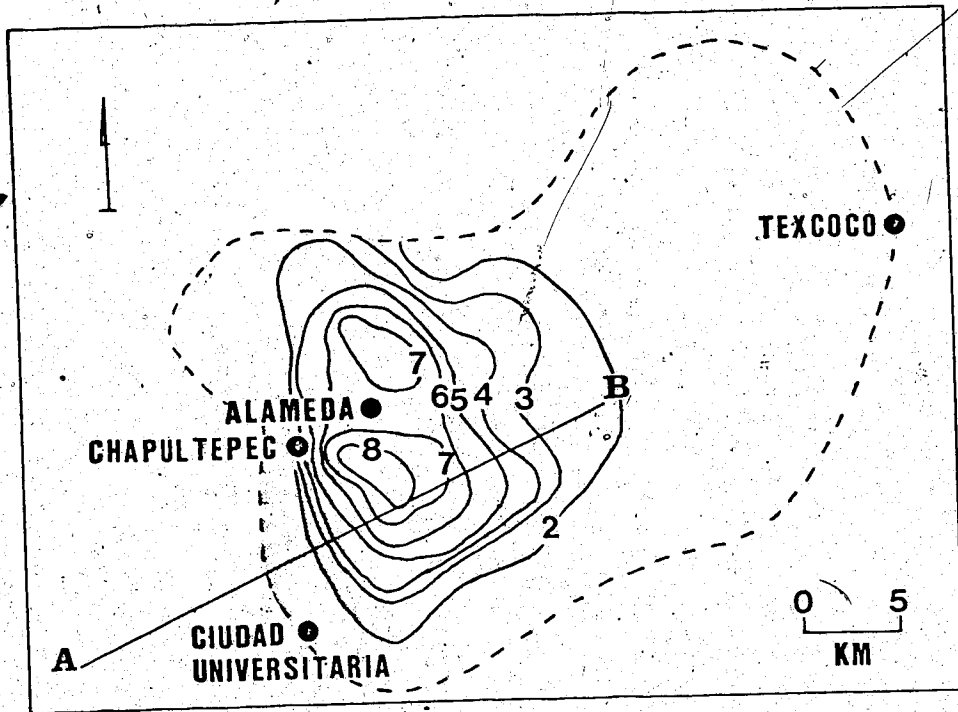 TEXCOCO
7
6 5 4 3
B
ALAMEDA
CHAPULTEPEC
8
7
2
0 5
KM
CIUDAD
UNIVERSITARIA
A